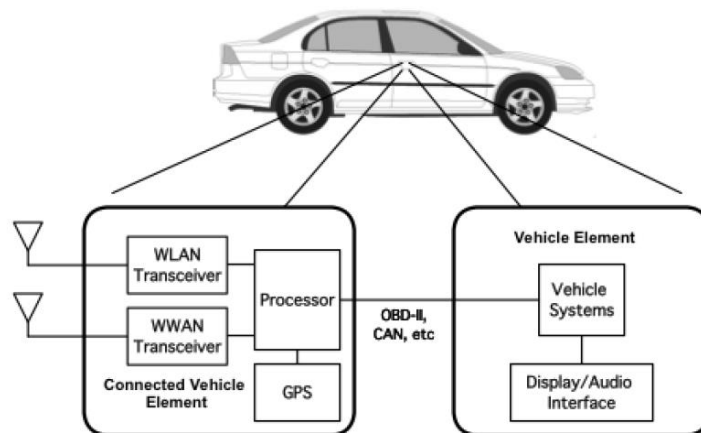 WLAN
Transceiver
WWAN
Transceiver
Processor
GPS
Connected Vehicle
Element
OBD-II,
CAN, etc
Vehicle Element
Vehicle
Systems
Display/Audio
Interface